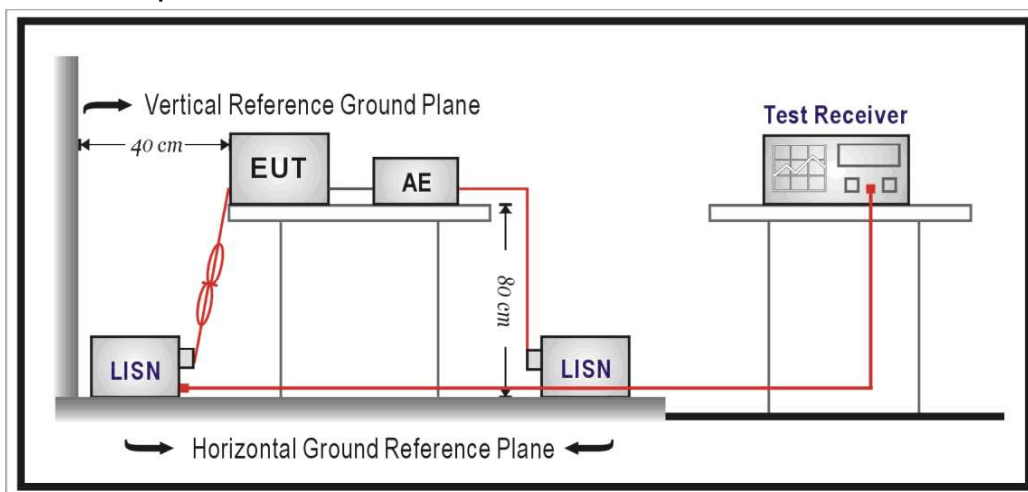 Vertical Reference Ground Plane
Test Receiver
40 cm
EUT
AE
80 cm
LISN
LISN
Horizontal Ground Reference Plane